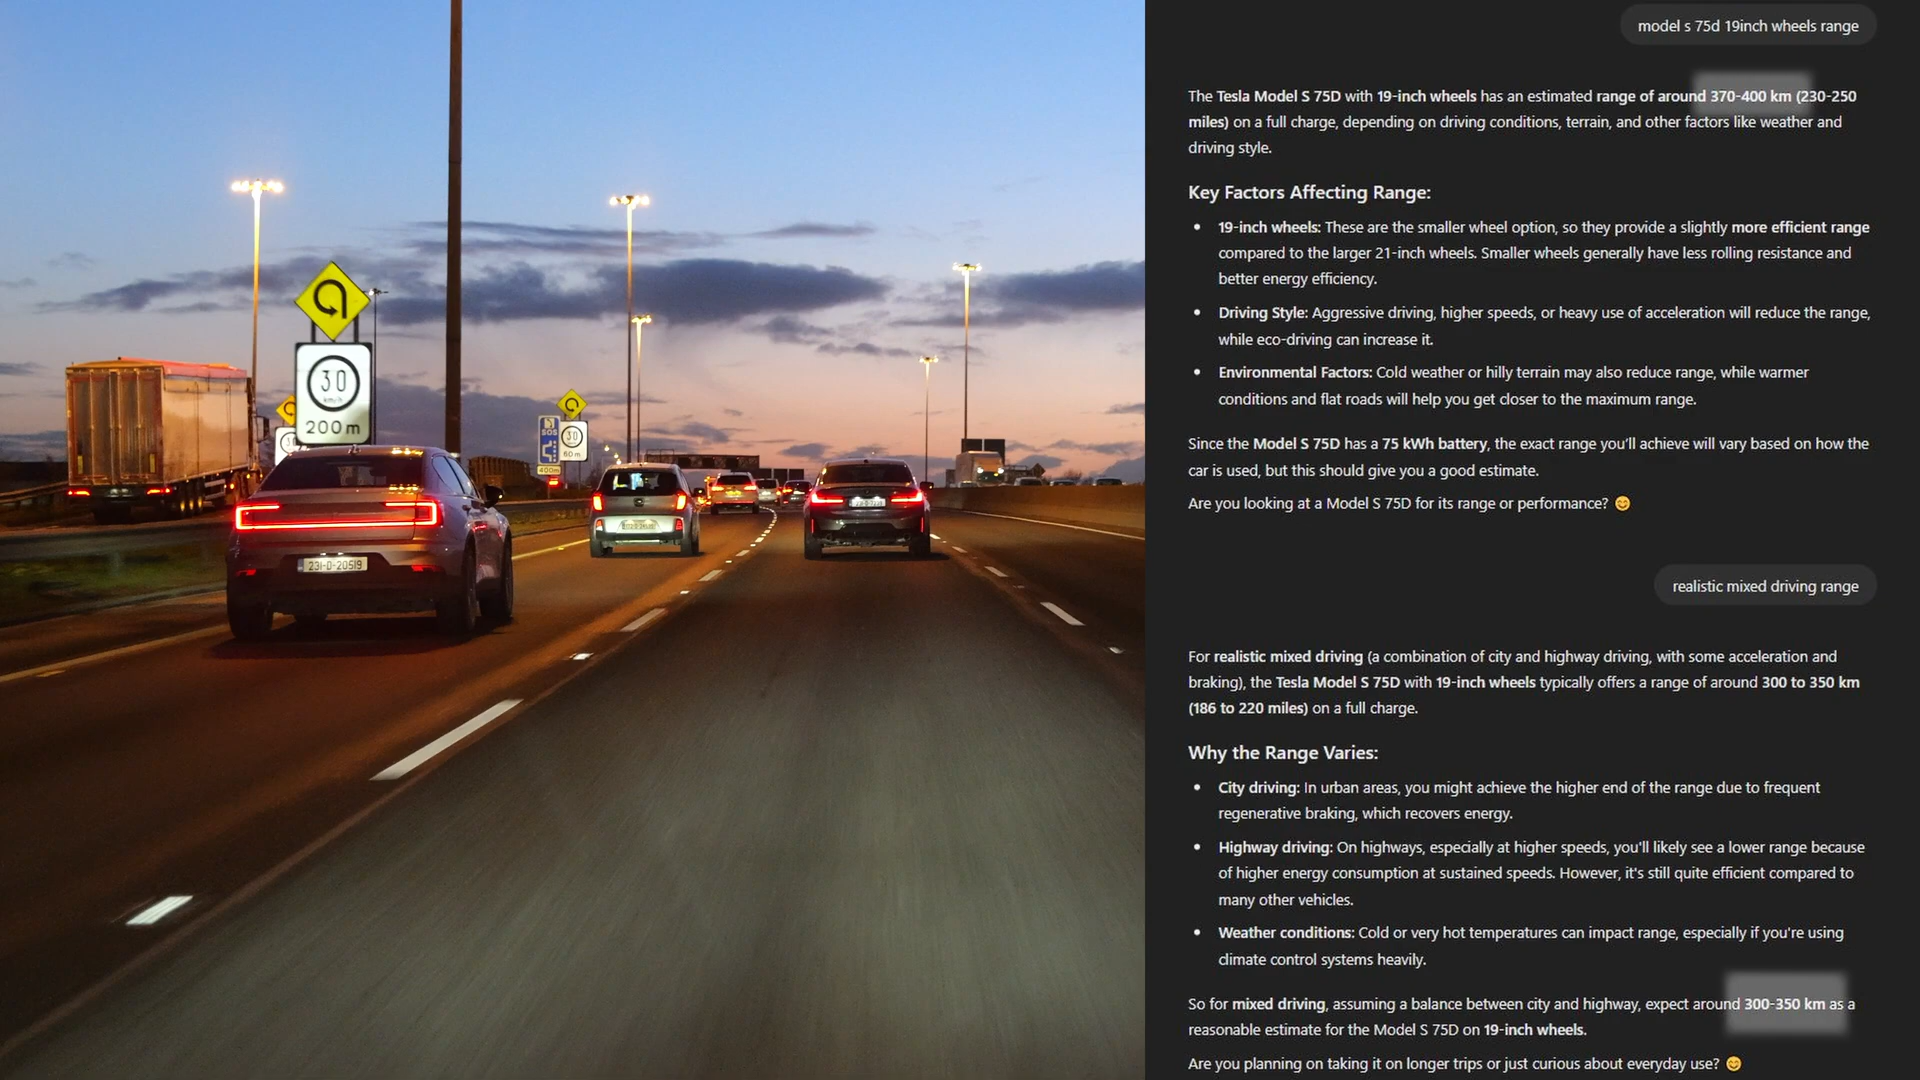 30
km/h
200 m
30
SOS
30
60 m
400m
231-D-20519
model s 75d 19inch wheels range
The Tesla Model S 75D with 19-inch wheels has an estimated range of around 370-400 km (230-250
miles) on a full charge, depending on driving conditions, terrain, and other factors like weather and
driving style.
Key Factors Affecting Range:
• 19-inch wheels: These are the smaller wheel option, so they provide a slightly more efficient range
compared to the larger 21-inch wheels. Smaller wheels generally have less rolling resistance and
better energy efficiency.
• Driving Style: Aggressive driving, higher speeds, or heavy use of acceleration will reduce the range,
while eco-driving can increase it.
• Environmental Factors: Cold weather or hilly terrain may also reduce range, while warmer
conditions and flat roads will help you get closer to the maximum range.
Since the Model S 75D has a 75 kWh battery, the exact range you'll achieve will vary based on how the
car is used, but this should give you a good estimate.
Are you looking at a Model S 75D for its range or performance? 😊
realistic mixed driving range
For realistic mixed driving (a combination of city and highway driving, with some acceleration and
braking), the Tesla Model S 75D with 19-inch wheels typically offers a range of around 300 to 350 km
(186 to 220 miles) on a full charge.
Why the Range Varies:
• City driving: In urban areas, you might achieve the higher end of the range due to frequent
regenerative braking, which recovers energy.
• Highway driving: On highways, especially at higher speeds, you'll likely see a lower range because
of higher energy consumption at sustained speeds. However, it's still quite efficient compared to
many other vehicles.
• Weather conditions: Cold or very hot temperatures can impact range, especially if you're using
climate control systems heavily.
So for mixed driving, assuming a balance between city and highway, expect around 300-350 km as a
reasonable estimate for the Model S 75D on 19-inch wheels.
Are you planning on taking it on longer trips or just curious about everyday use? 😊